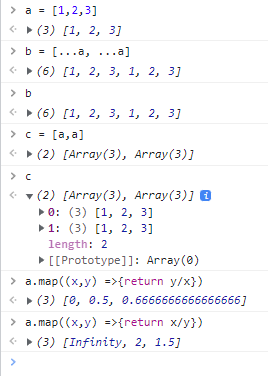 > a = [1,2,3]
<· ▶ (3) [1, 2, 3]
> b = [...a, ...a]
<· ▶ (6) [1, 2, 3, 1, 2, 3]
> b
<· ▶ (6) [1, 2, 3, 1, 2, 3]
> c = [a,a]
<· ▶ (2) [Array(3), Array(3)]
> c
<· ▼ (2) [Array(3), Array(3)] i
▶ 0: (3) [1, 2, 3]
▶ 1: (3) [1, 2, 3]
length: 2
▶ [[Prototype]]: Array(0)
> a.map((x,y) =>{return y/x})
<· ▶ (3) [0, 0.5, 0.6666666666666666]
> a.map((x,y) =>{return x/y})
<· ▶ (3) [Infinity, 2, 1.5]
>